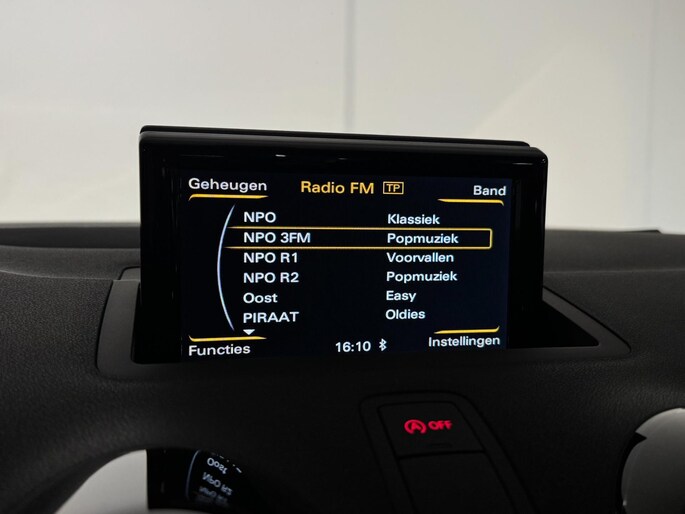 Geheugen Radio FM TP Band
NPO Klassiek
NPO 3FM Popmuziek
NPO R1 Voorvallen
NPO R2 Popmuziek
Oost Easy
PIRAAT Oldies
Functies 16:10 Instellingen
A OFF